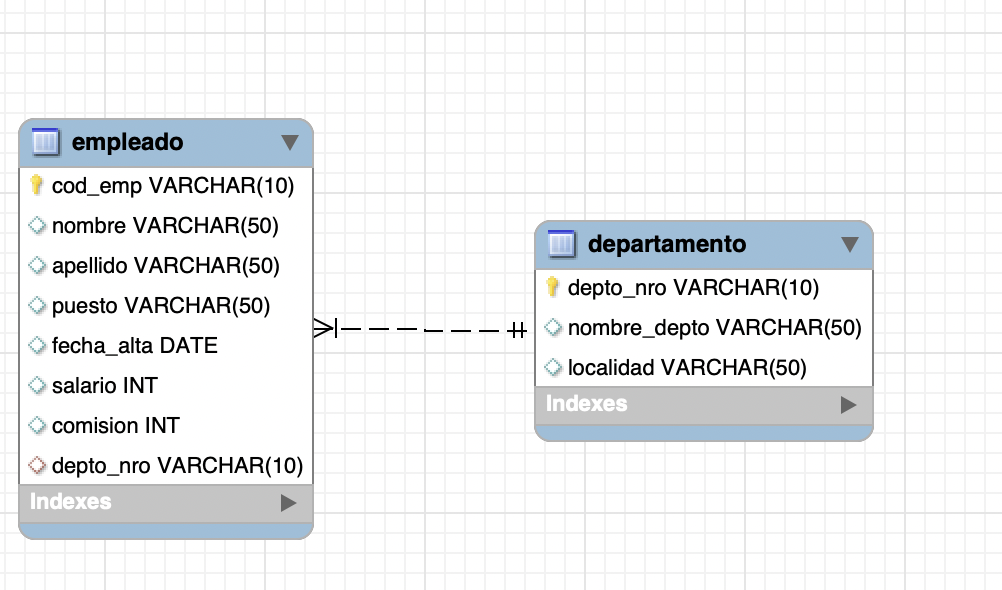 empleado
cod_emp VARCHAR(10)
nombre VARCHAR(50)
apellido VARCHAR(50)
puesto VARCHAR(50)
fecha_alta DATE
salario INT
comision INT
depto_nro VARCHAR(10)
Indexes
departamento
depto_nro VARCHAR(10)
nombre_depto VARCHAR(50)
localidad VARCHAR(50)
Indexes